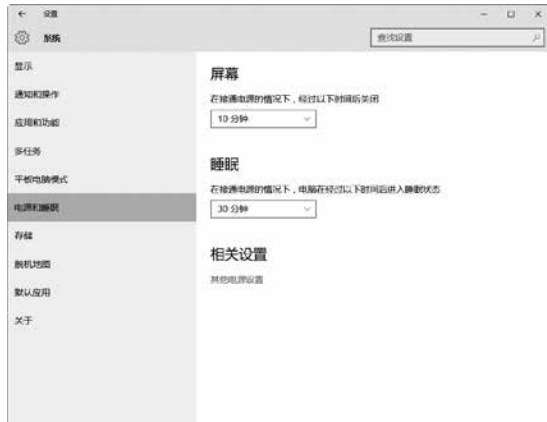 设置
系统
查找设置
显示
通知和操作
应用和功能
多任务
平板电脑模式
电源和睡眠
存储
脱机地图
默认应用
关于
屏幕
在接通电源的情况下，经过以下时间后关闭
10 分钟
睡眠
在接通电源的情况下，电脑在经过以下时间后进入睡眠状态
30 分钟
相关设置
其他电源设置